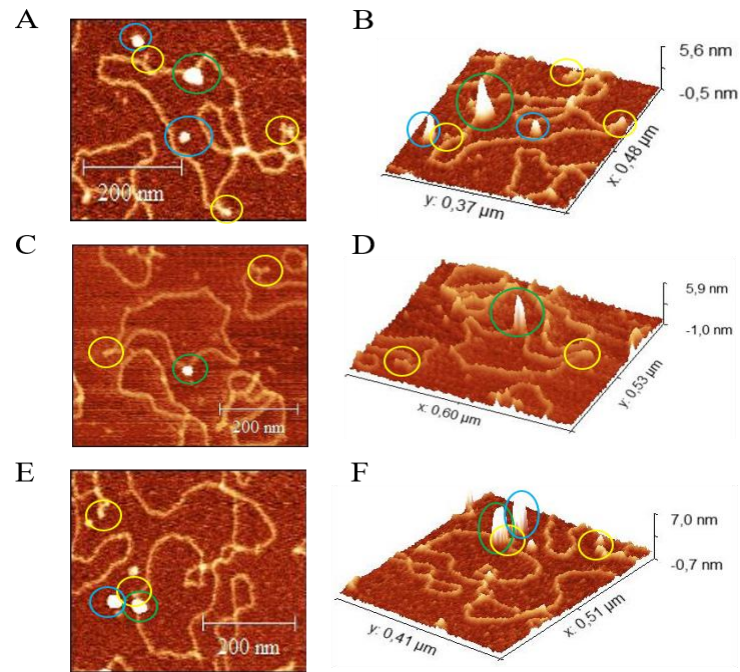 A
B
200 nm
5,6 nm
-0,5 nm
x: 0,48 µm
y: 0,37 µm
C
D
200 nm
5,9 nm
-1,0 nm
y: 0,53 µm
x: 0,60 µm
E
F
200 nm
7,0 nm
-0,7 nm
x: 0,51 µm
y: 0,41 µm